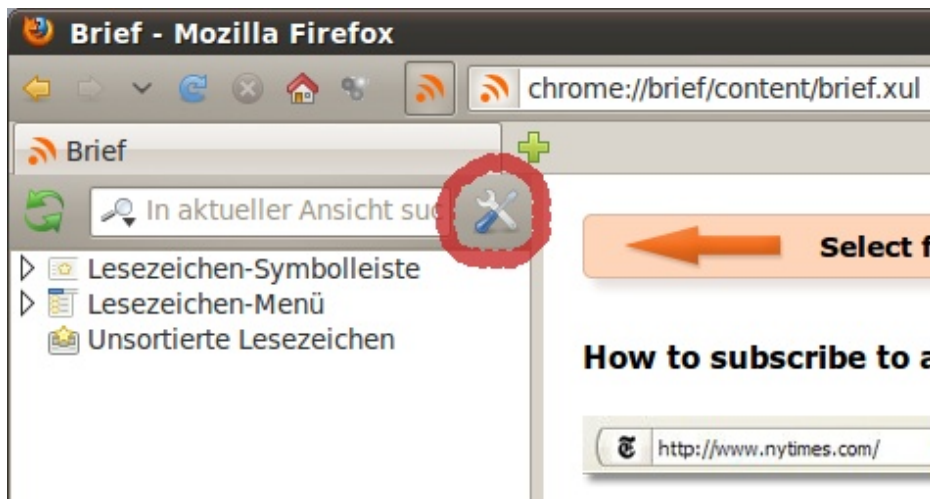 Brief - Mozilla Firefox
chrome://brief/content/brief.xul
Brief
In aktueller Ansicht
Lesezeichen-Symbolleiste
Lesezeichen-Menü
Unsortierte Lesezeichen
Select
How to subscribe to
http://www.nytimes.com/